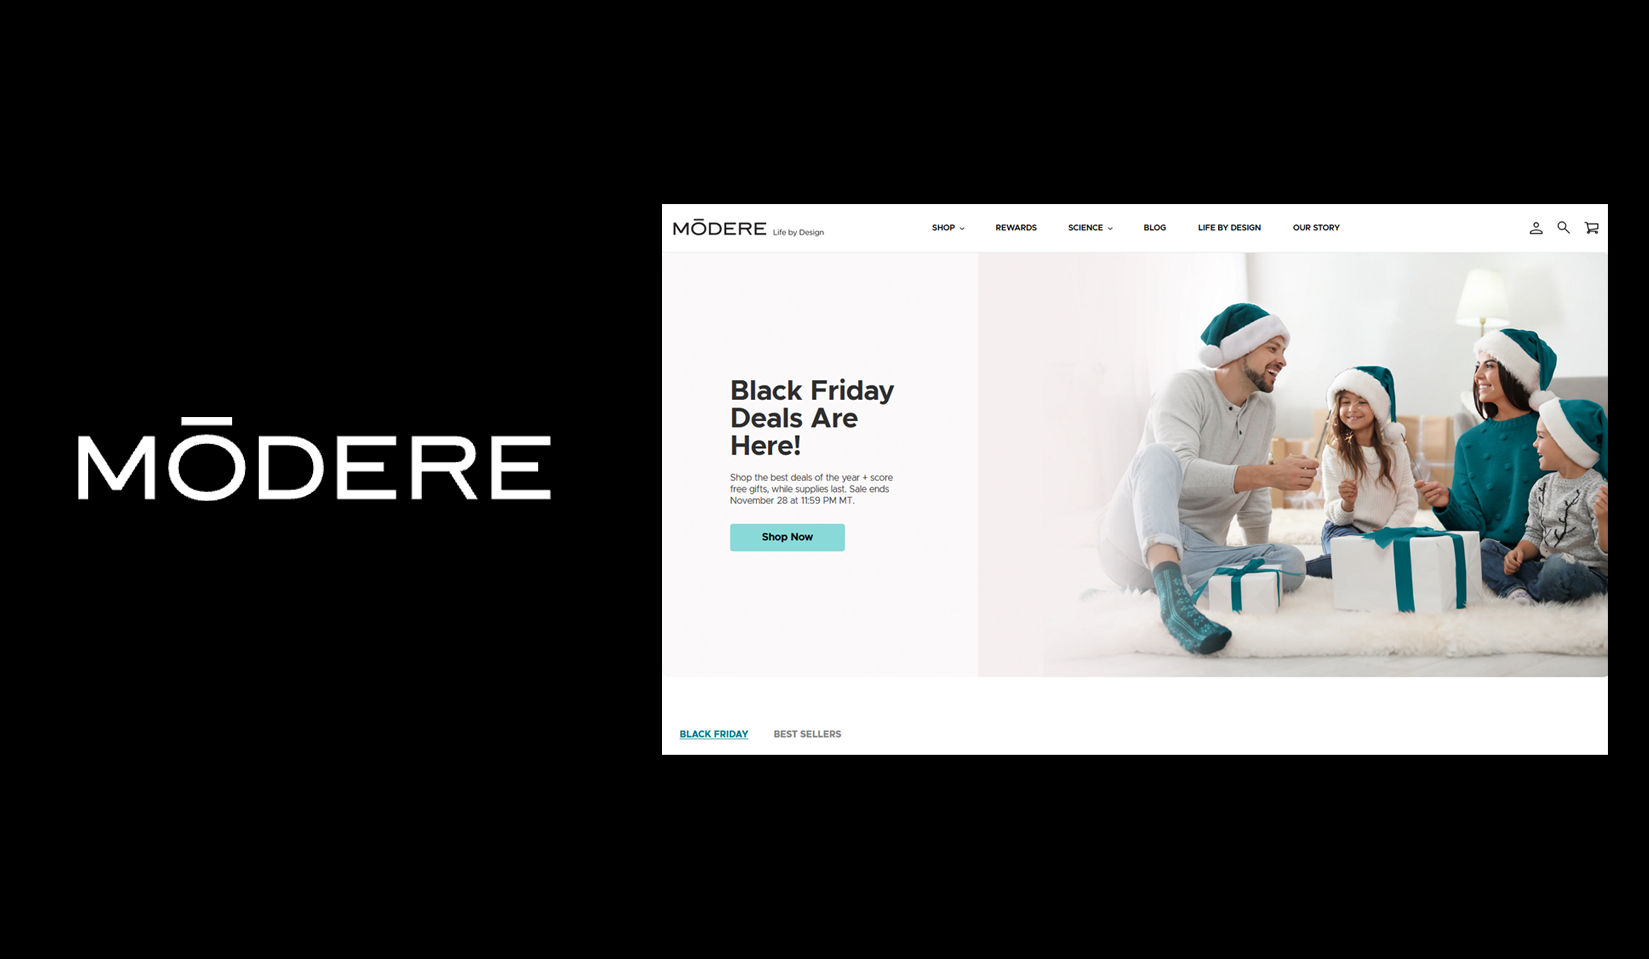 MŌDERE
MŌDERE Life by Design
SHOP
REWARDS
SCIENCE
BLOG
LIFE BY DESIGN
OUR STORY
Black Friday
Deals Are
Here!
Shop the best deals of the year + score
free gifts, while supplies last. Sale ends
November 28 at 11:59 PM MT.
Shop Now
BLACK FRIDAY
BEST SELLERS